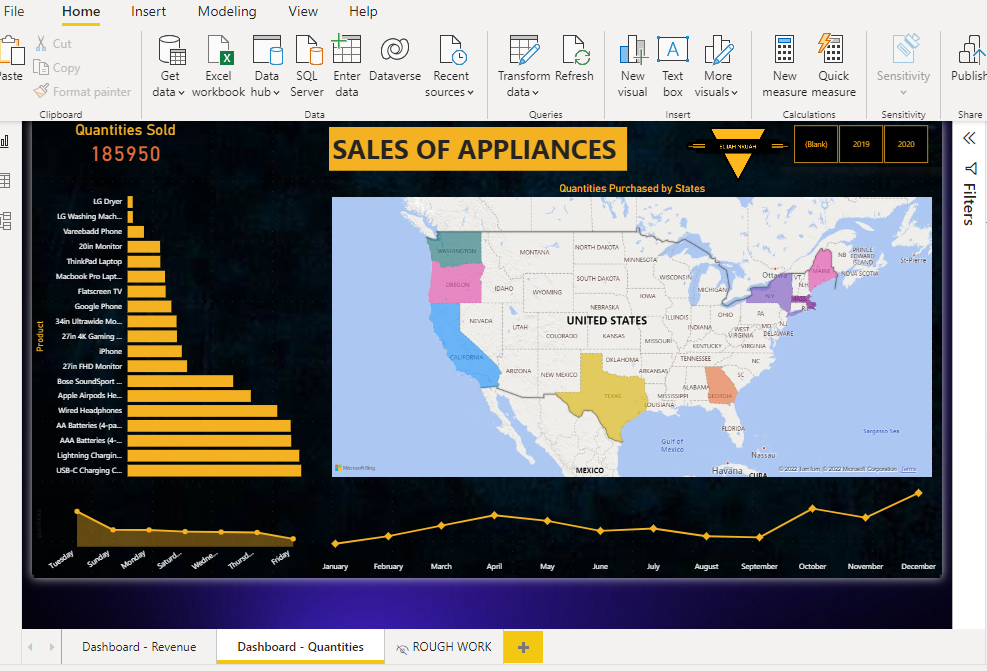 File Home Insert Modeling View Help
Paste
Cut
Copy
Format painter
Clipboard
Get data
Excel workbook
Data hub
SQL Server
Enter data
Dataverse
Recent sources
Data
Transform data
Refresh
Queries
New visual
Text box
More visuals
Insert
New measure
Quick measure
Calculations
Sensitivity
Sensitivity
Publish
Share
Quantities Sold
185950
SALES OF APPLIANCES
(Blank) 2019 2020
Filters
Quantities Purchased by States
Product
LG Dryer
LG Washing Mach...
Vareebadd Phone
20in Monitor
ThinkPad Laptop
Macbook Pro Lapt...
Flatscreen TV
Google Phone
34in Ultrawide Mo...
27in 4K Gaming ...
iPhone
27in FHD Monitor
Bose SoundSport ...
Apple Airpods He...
Wired Headphones
AA Batteries (4-pa...
AAA Batteries (4-...
Lightning Chargin...
USB-C Charging C...
WASHINGTON
MONTANA
NORTH DAKOTA
MINNESOTA
Ottawa
MAINE
NB
PRINCE EDWARD ISLAND
NOVA SCOTIA
St-Pierre
OREGON
IDAHO
WYOMING
SOUTH DAKOTA
WISCONSIN
MICHIGAN
VT
N.H.
N.Y.
MASS.
R.I.
NEVADA
UTAH
COLORADO
NEBRASKA
IOWA
UNITED STATES
KANSAS
MISSOURI
ILLINOIS
INDIANA
OHIO
PA
NJ
MD
DELAWARE
WEST VIRGINIA
VIRGINIA
KENTUCKY
CALIFORNIA
ARIZONA
NEW MEXICO
OKLAHOMA
ARKANSAS
TENNESSEE
NC
SC
TEXAS
LOUISIANA
MISSISSIPPI
ALABAMA
GEORGIA
FLORIDA
Gulf of Mexico
Sargasso Sea
Nassau
MEXICO
Havana
CUBA
Microsoft Bing
© 2022 TomTom, © 2022 Microsoft Corporation Terms
Tuesday Sunday Monday Saturd... Wedne... Thursd... Friday
January February March April May June July August September October November December
Dashboard - Revenue
Dashboard - Quantities
ROUGH WORK